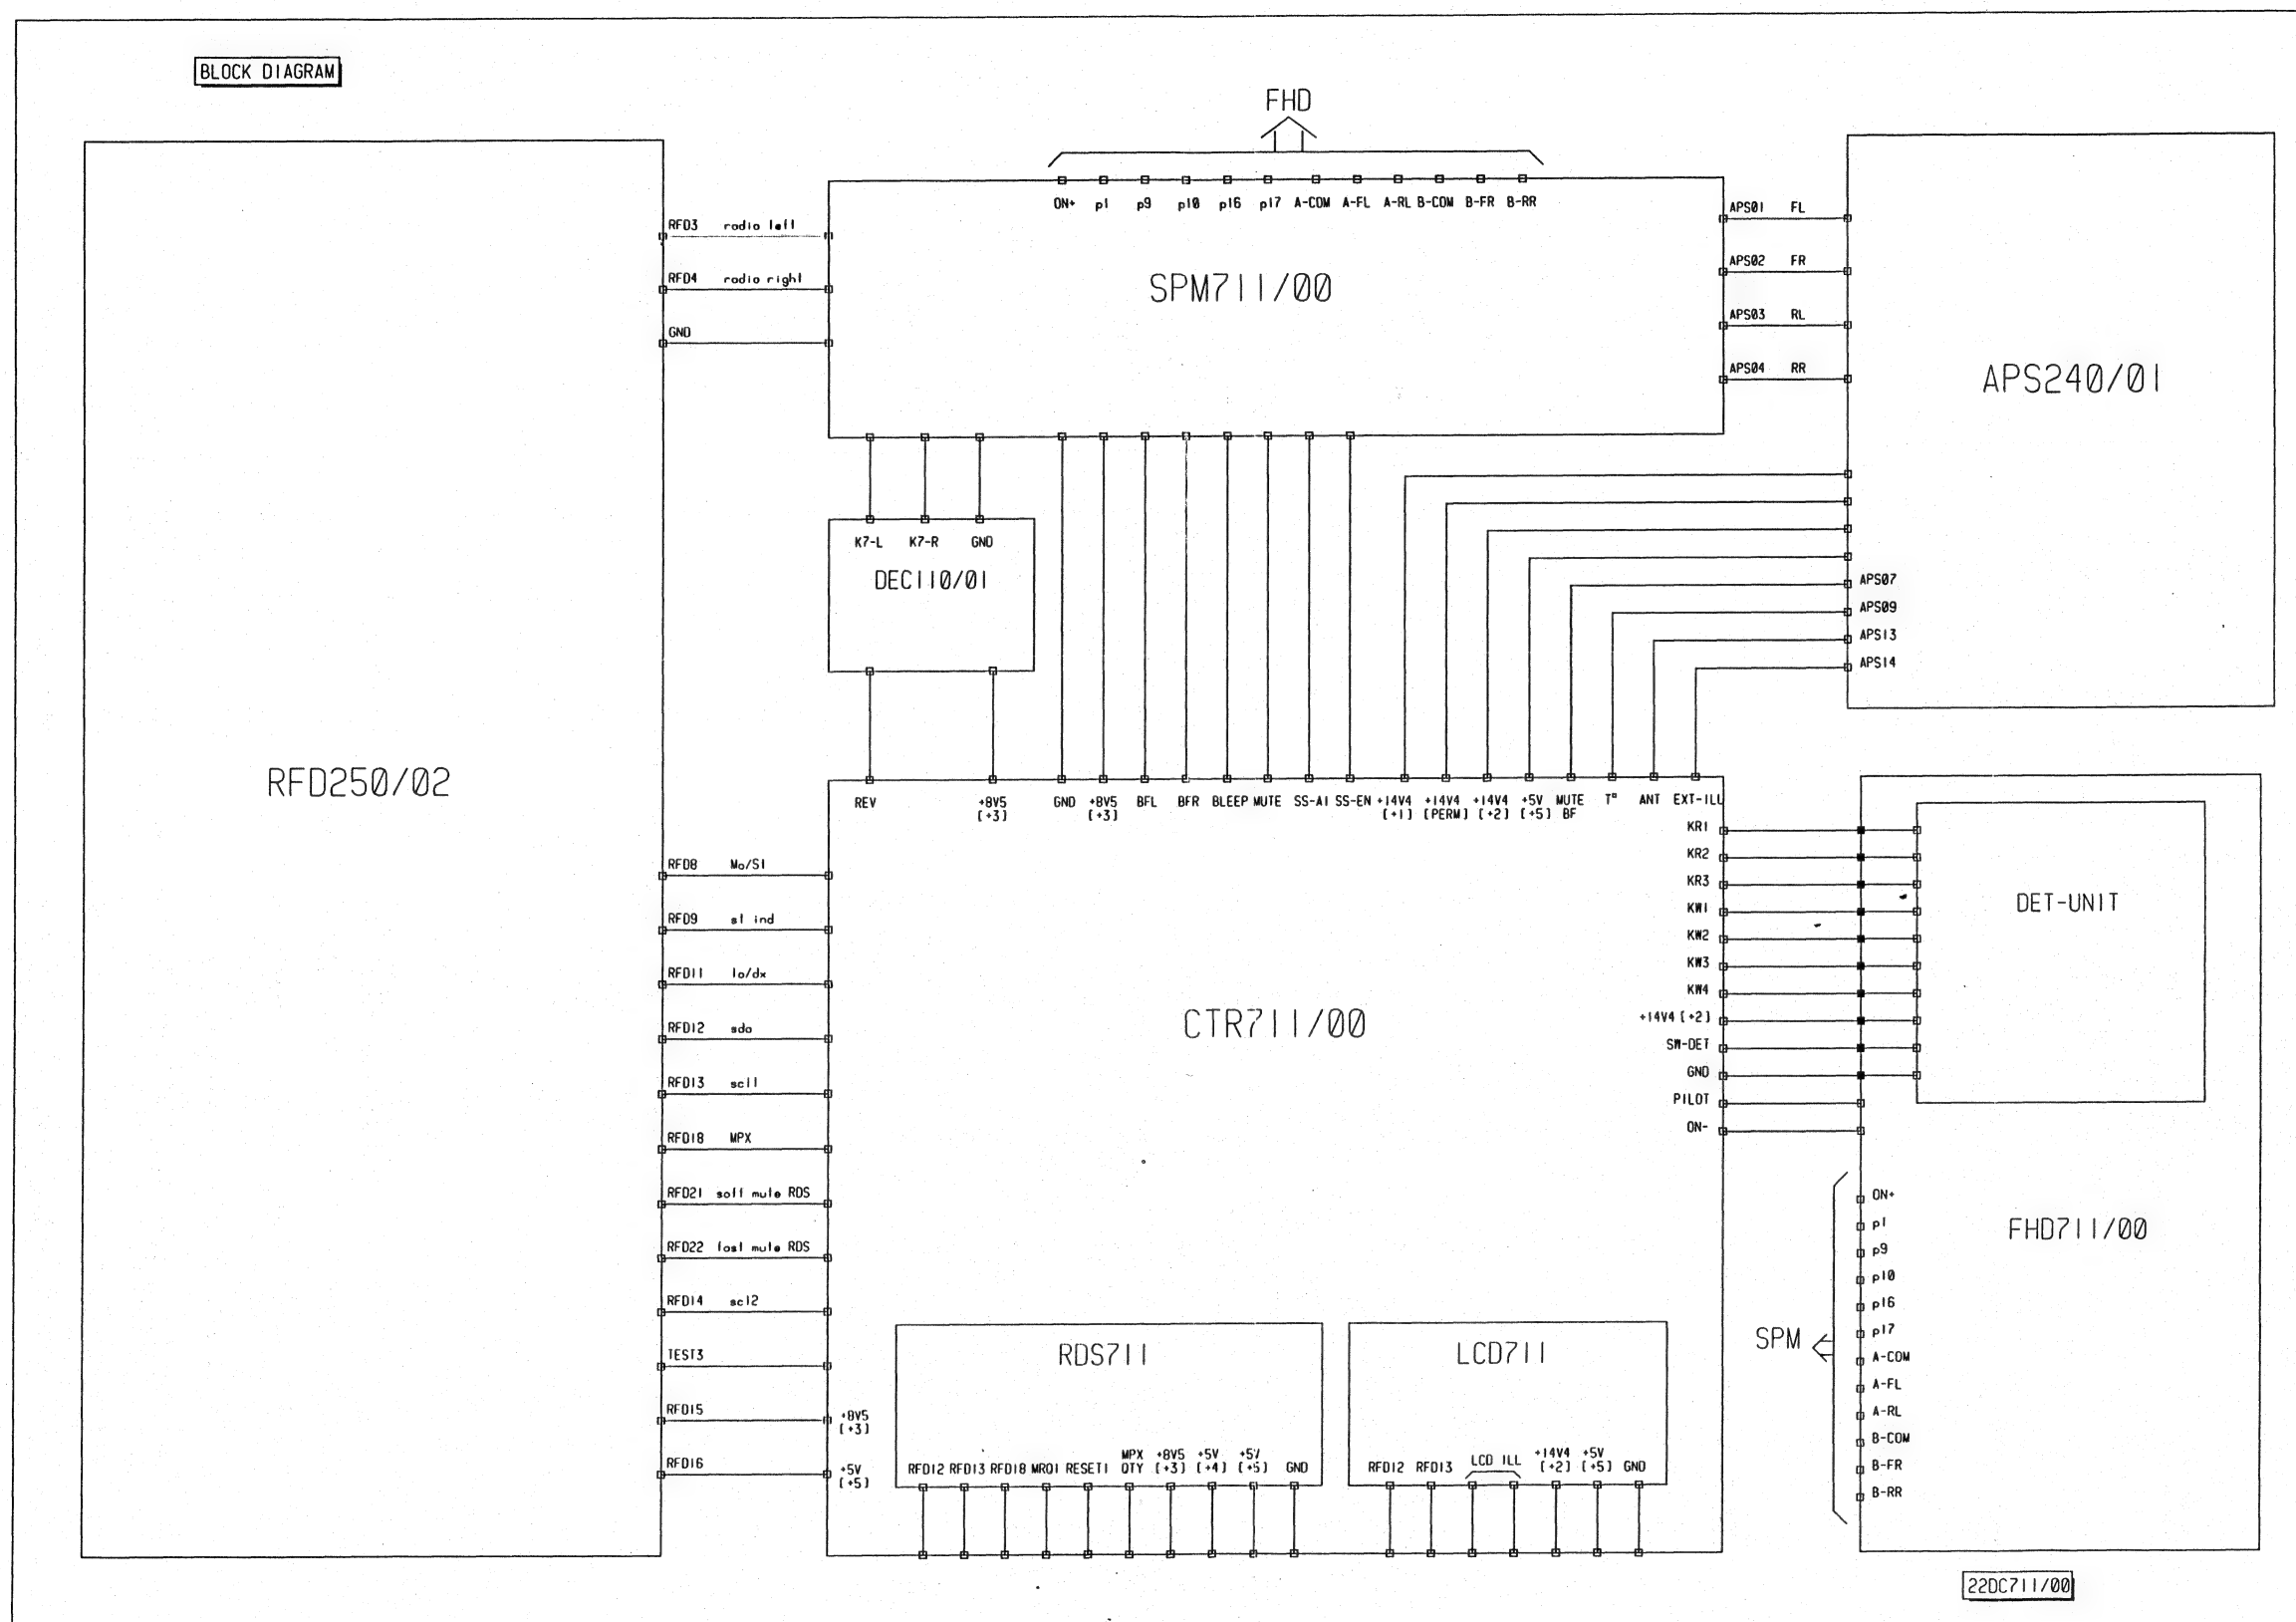 BLOCK DIAGRAM
FHD
ON+ p1 p9 p10 p16 p17 A-COM A-FL A-RL B-COM B-FR B-RR
RFD3 radio left
RFD4 radio right
GND
SPM711/00
APS01 FL
APS02 FR
APS03 RL
APS04 RR
APS240/01
K7-L K7-R GND
DEC110/01
APS07
APS09
APS13
APS14
RFD250/02
REV +8V5 GND +8V5 BFL BFR BLEEP MUTE SS-A1 SS-EN +14V4 +14V4 +14V4 +5V MUTE T° ANT EXT-ILL
[+3] [+3] [+1] [PERM] [+2] [+5] BF
KR1
KR2
KR3
KW1
KW2
KW3
KW4
+14V4 [+2]
SW-DET
GND
PILOT
ON-
DET-UNIT
RFD8 Mo/St
RFD9 st ind
RFD11 lo/dx
RFD12 sda
RFD13 scl1
RFD18 MPX
RFD21 soft mute RDS
RFD22 fast mute RDS
RFD14 scl2
TEST3
RFD15
+8V5
[+3]
RFD16
+5V
[+5]
CTR711/00
SPM
ON+
p1
p9
p10
p16
p17
A-COM
A-FL
A-RL
B-COM
B-FR
B-RR
FHD711/00
RDS711
MPX +8V5 +5V +5V
RFD12 RFD13 RFD18 MRQ1 RESET1 QTY [+3] [+4] [+5] GND
LCD711
+14V4 +5V
RFD12 RFD13 LCD ILL [+2] [+5] GND
22DC711/00